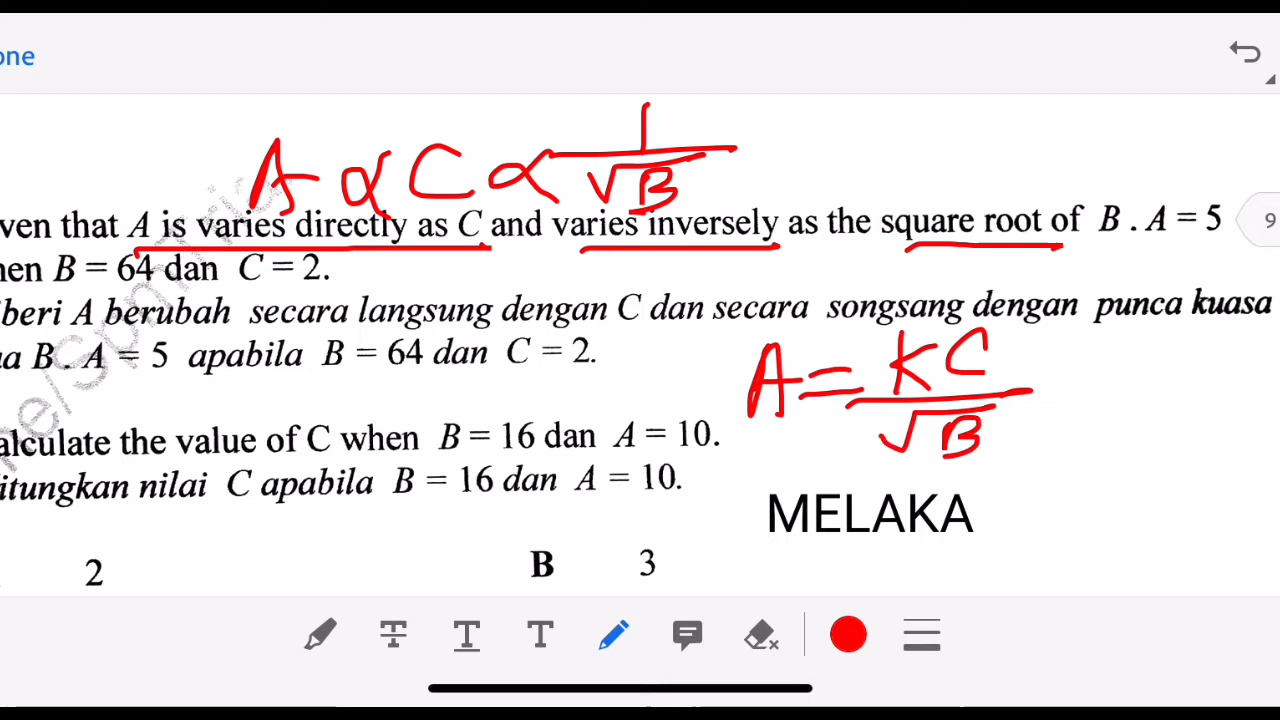 one
A ∝ C ∝ 1/√B
ven that A is varies directly as C and varies inversely as the square root of B . A = 5
9
hen B = 64 dan C = 2.
beri A berubah secara langsung dengan C dan secara songsang dengan punca kuasa
ua B . A = 5 apabila B = 64 dan C = 2.
A = KC/√B
alculate the value of C when B = 16 dan A = 10.
itungkan nilai C apabila B = 16 dan A = 10.
MELAKA
2 B 3
T T T